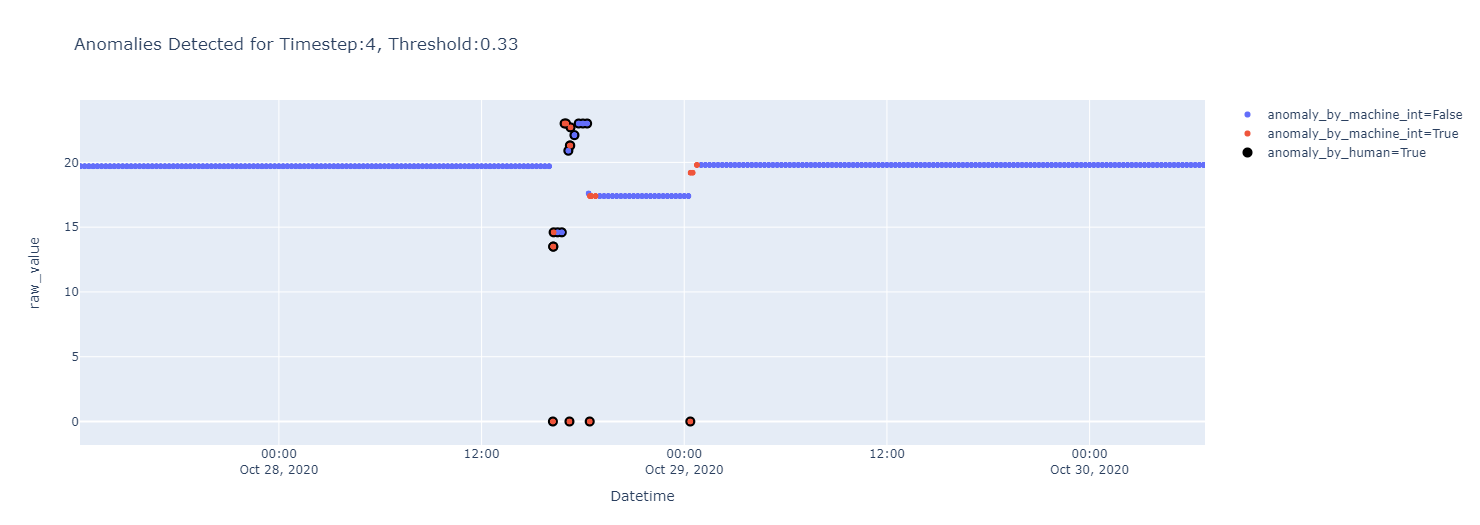 Anomalies Detected for Timestep:4, Threshold:0.33
anomaly_by_machine_int=False
anomaly_by_machine_int=True
anomaly_by_human=True
raw_value
20
15
10
5
0
00:00 12:00 00:00 12:00 00:00
Oct 28, 2020 Oct 29, 2020 Oct 30, 2020
Datetime